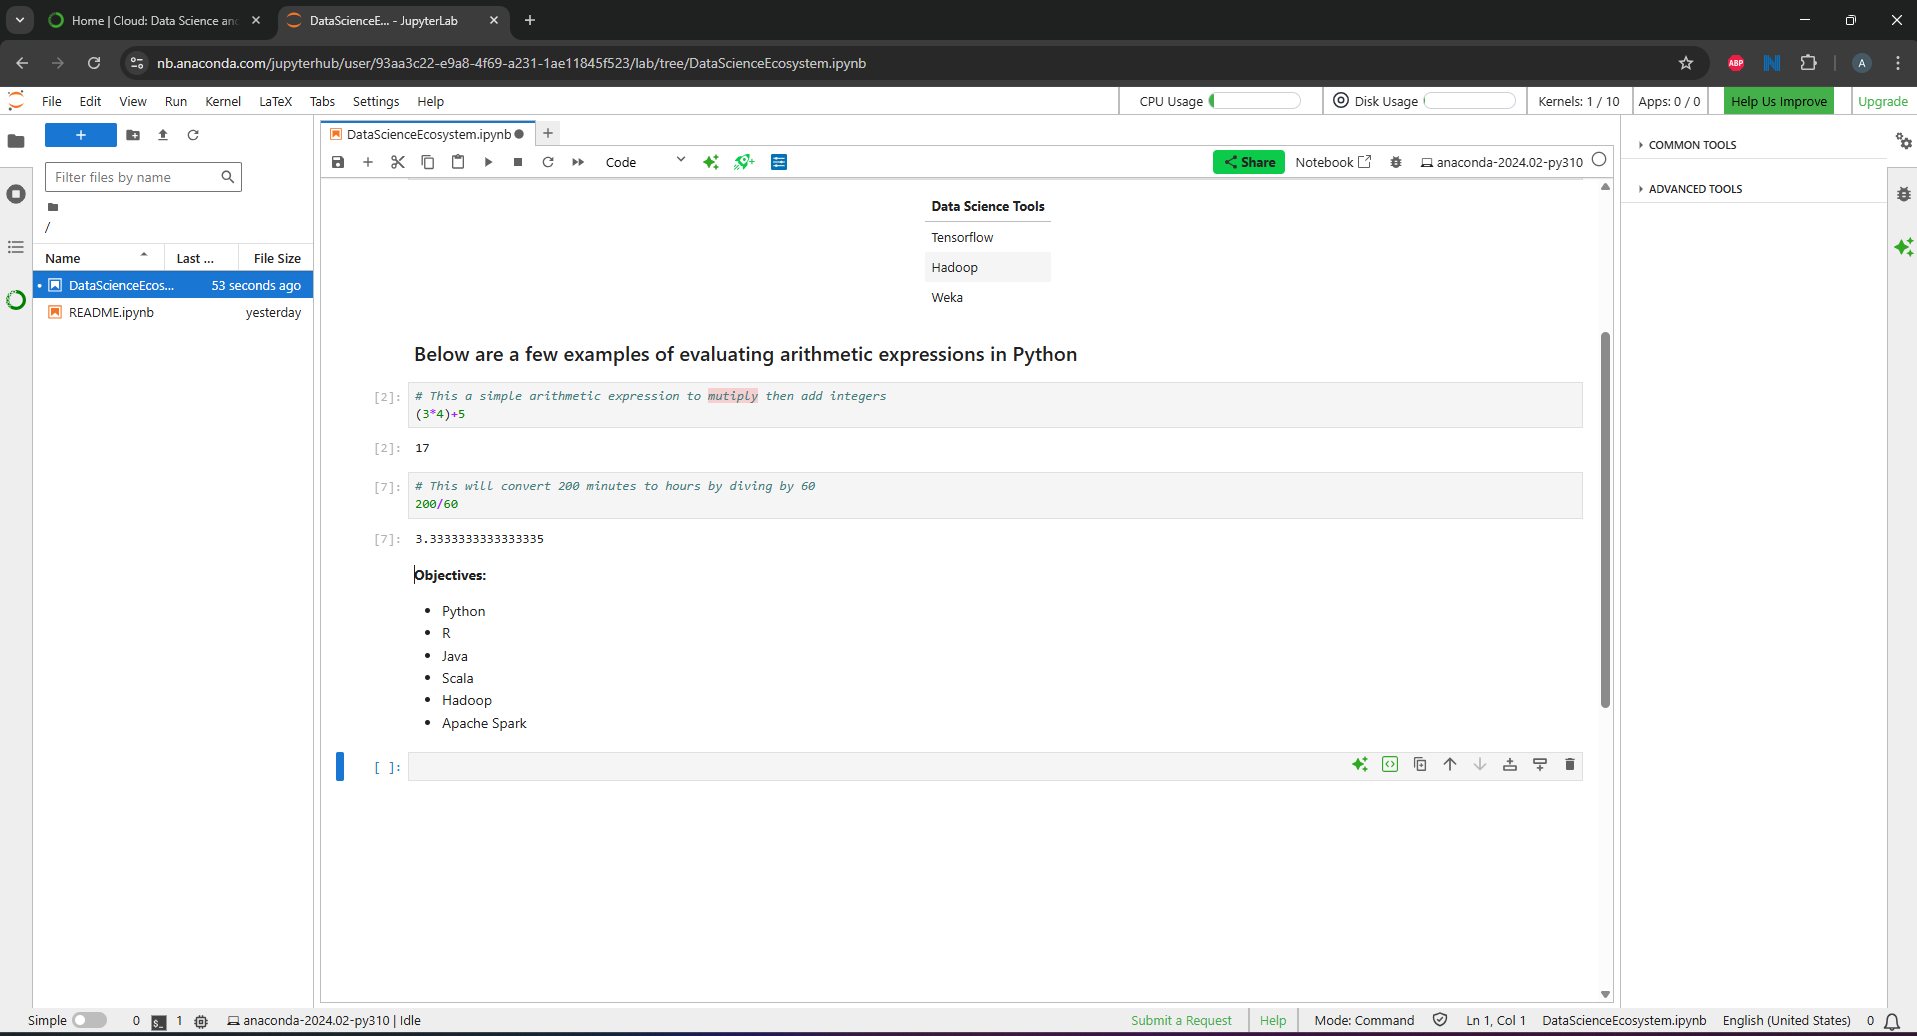 Home | Cloud: Data Science and
DataScienceE... - JupyterLab
nb.anaconda.com/jupyterhub/user/93aa3c22-e9a8-4f69-a231-1ae11845f523/lab/tree/DataScienceEcosystem.ipynb
ABP
N
A
File Edit View Run Kernel LaTeX Tabs Settings Help
CPU Usage
Disk Usage
Kernels: 1 / 10
Apps: 0 / 0
Help Us Improve
Upgrade
DataScienceEcosystem.ipynb
Code
Share
Notebook
anaconda-2024.02-py310
Filter files by name
/
Name Last ... File Size
DataScienceEcos... 53 seconds ago
README.ipynb yesterday
COMMON TOOLS
ADVANCED TOOLS
Data Science Tools
Tensorflow
Hadoop
Weka
Below are a few examples of evaluating arithmetic expressions in Python
[2]: # This a simple arithmetic expression to mutiply then add integers
(3*4)+5
[2]: 17
[7]: # This will convert 200 minutes to hours by diving by 60
200/60
[7]: 3.3333333333333335
Objectives:
• Python
• R
• Java
• Scala
• Hadoop
• Apache Spark
[ ]:
Simple 0 $_ 1 anaconda-2024.02-py310 | Idle
Submit a Request Help Mode: Command Ln 1, Col 1 DataScienceEcosystem.ipynb English (United States) 0